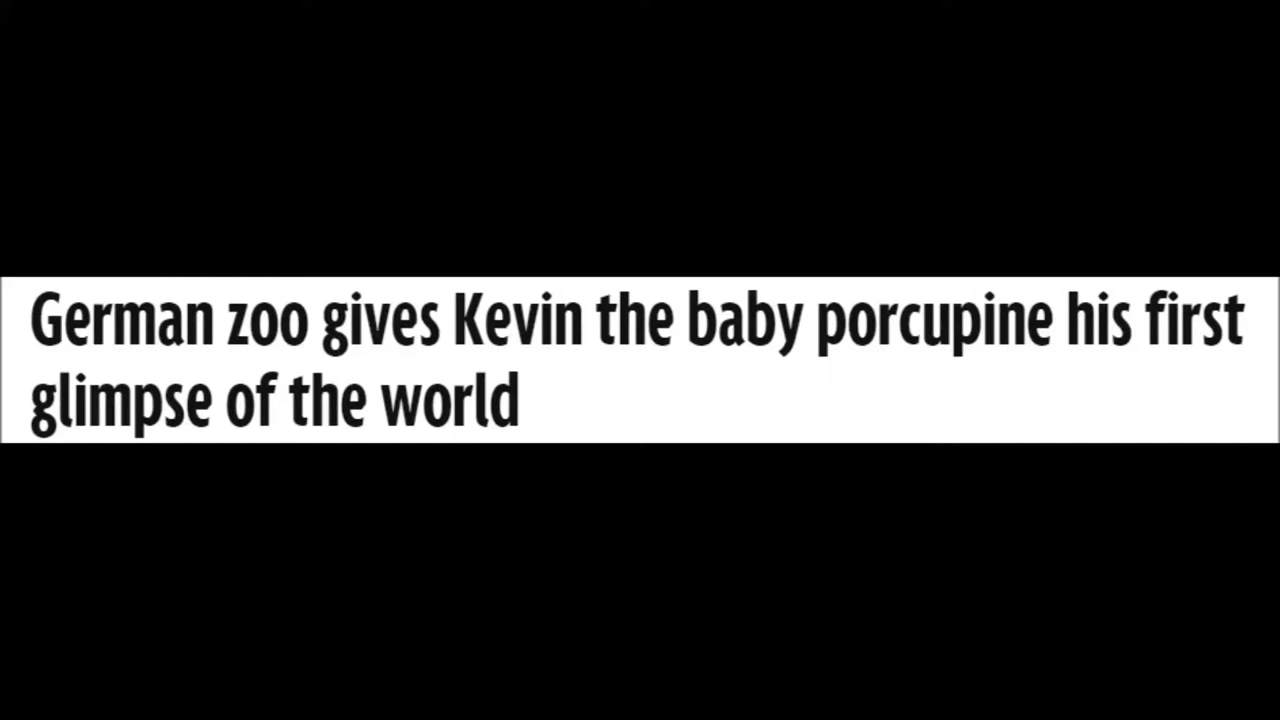 German zoo gives Kevin the baby porcupine his first
glimpse of the world